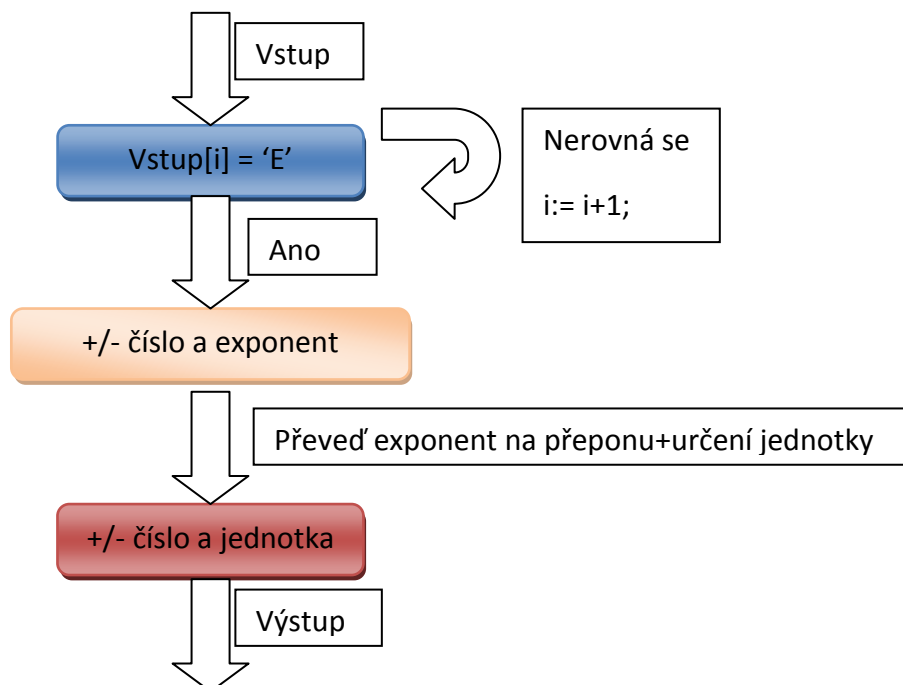 Vstup
Vstup[i] = ‘E’
Nerovná se
i:= i+1;
Ano
+/- číslo a exponent
Převeď exponent na přeponu+určení jednotky
+/- číslo a jednotka
Výstup